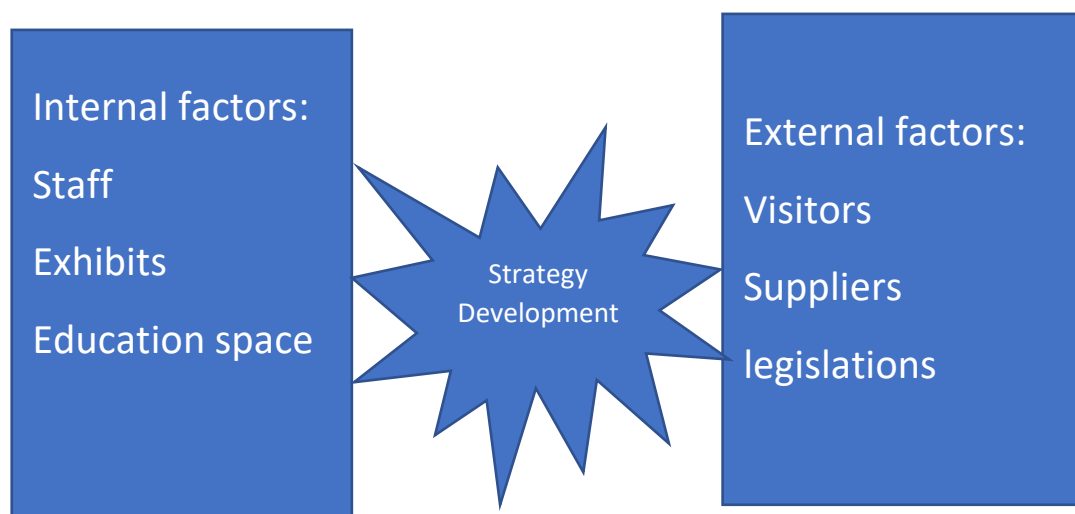 Internal factors:
Staff
Exhibits
Education space
Strategy
Development
External factors:
Visitors
Suppliers
legislations